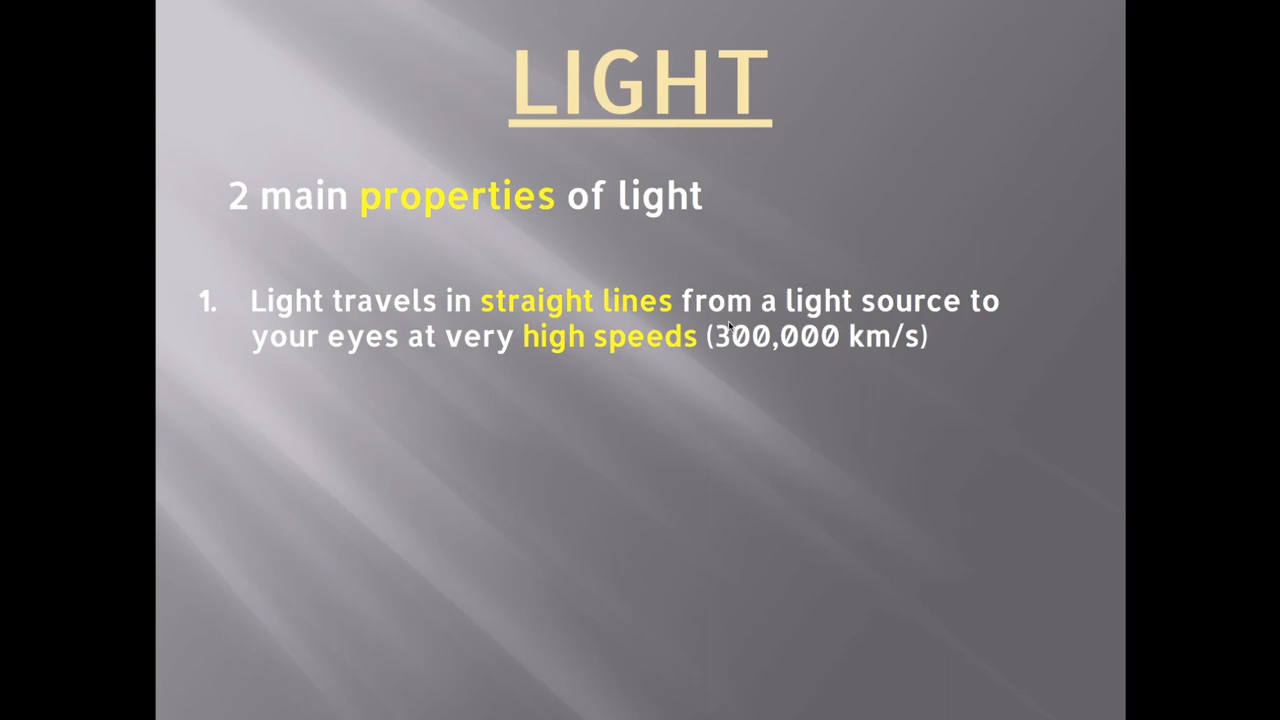 LIGHT
2 main properties of light
1. Light travels in straight lines from a light source to
your eyes at very high speeds (300,000 km/s)